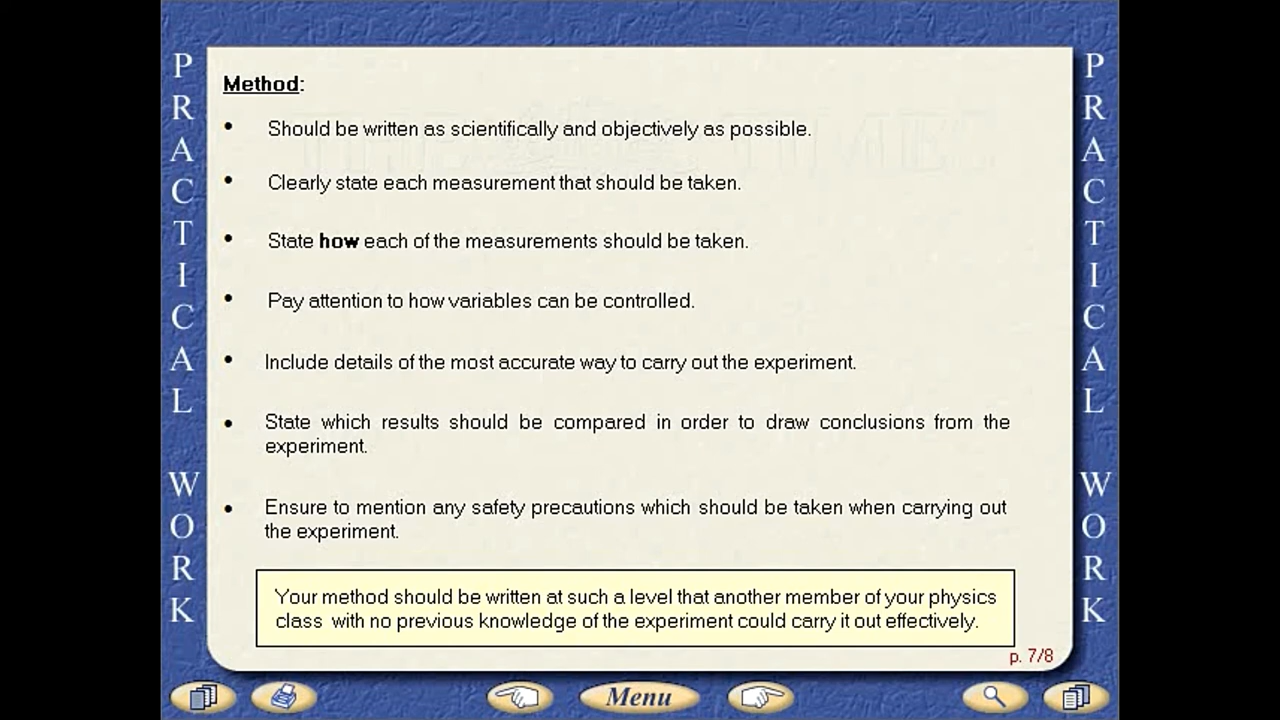 PRACTICAL WORK
Method:
• Should be written as scientifically and objectively as possible.
• Clearly state each measurement that should be taken.
• State how each of the measurements should be taken.
• Pay attention to how variables can be controlled.
• Include details of the most accurate way to carry out the experiment.
• State which results should be compared in order to draw conclusions from the
experiment.
• Ensure to mention any safety precautions which should be taken when carrying out
the experiment.
Your method should be written at such a level that another member of your physics
class with no previous knowledge of the experiment could carry it out effectively.
p. 7/8
PRACTICAL WORK
Menu